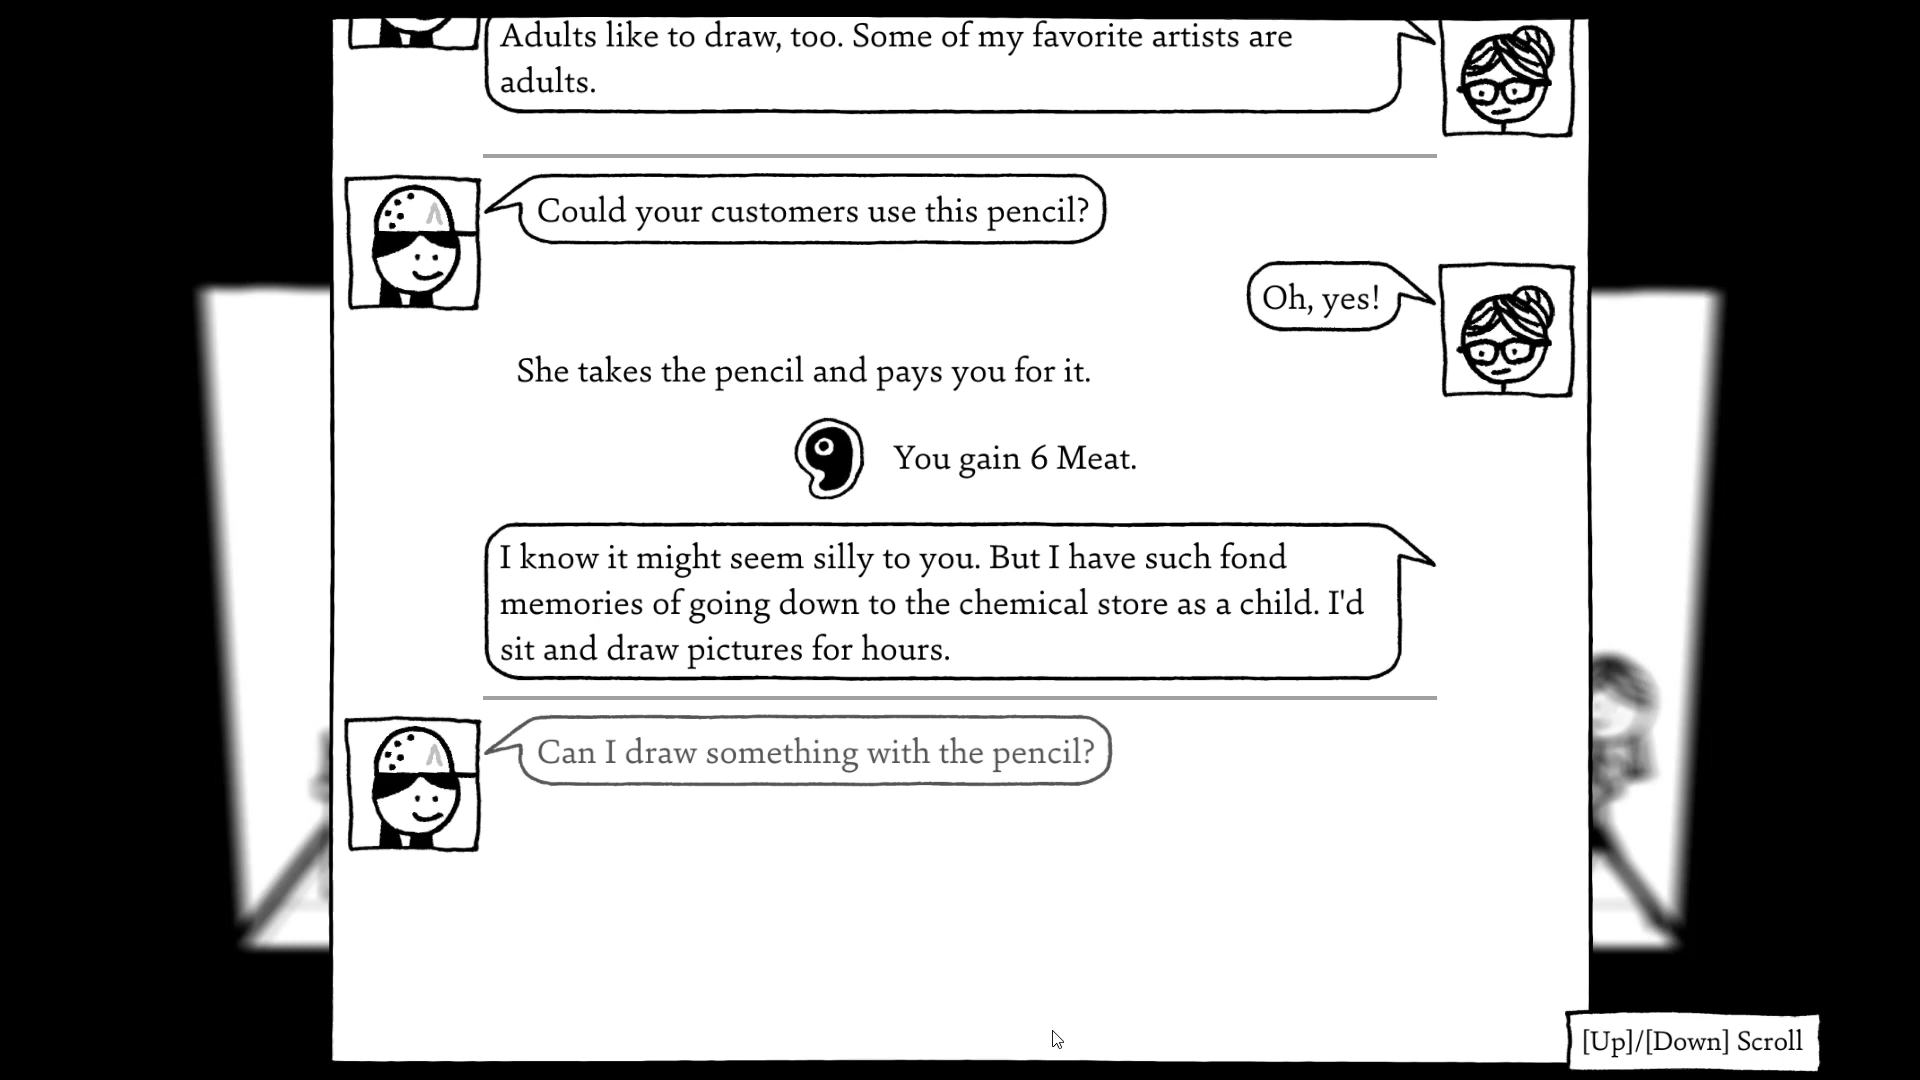 Adults like to draw, too. Some of my favorite artists are
adults.
Could your customers use this pencil?
Oh, yes!
She takes the pencil and pays you for it.
You gain 6 Meat.
I know it might seem silly to you. But I have such fond
memories of going down to the chemical store as a child. I'd
sit and draw pictures for hours.
Can I draw something with the pencil?
[Up]/[Down] Scroll